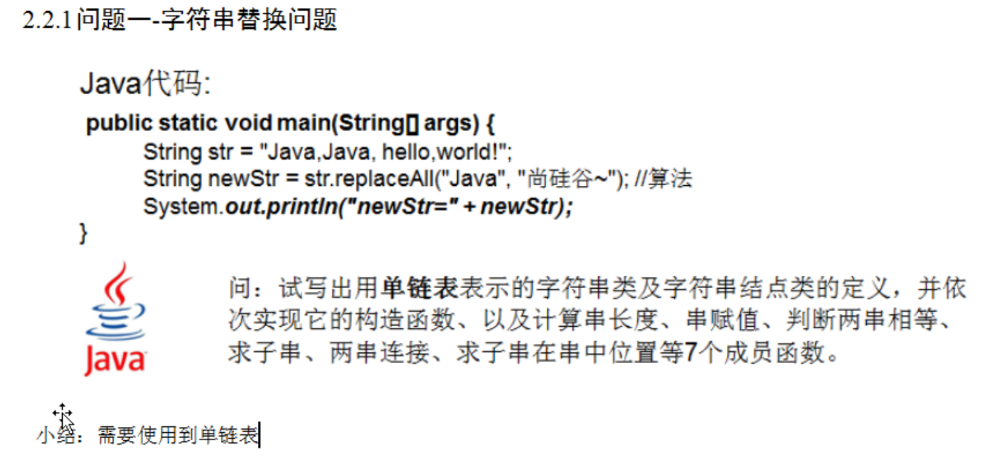 2.2.1问题一-字符串替换问题
Java代码:
public static void main(String[] args) {
String str = "Java,Java, hello,world!";
String newStr = str.replaceAll("Java", "尚硅谷~"); //算法
System.out.println("newStr=" + newStr);
}
问：试写出用单链表表示的字符串类及字符串结点类的定义，并依
次实现它的构造函数、以及计算串长度、串赋值、判断两串相等、
求子串、两串连接、求子串在串中位置等7个成员函数。
Java
小结：需要使用到单链表